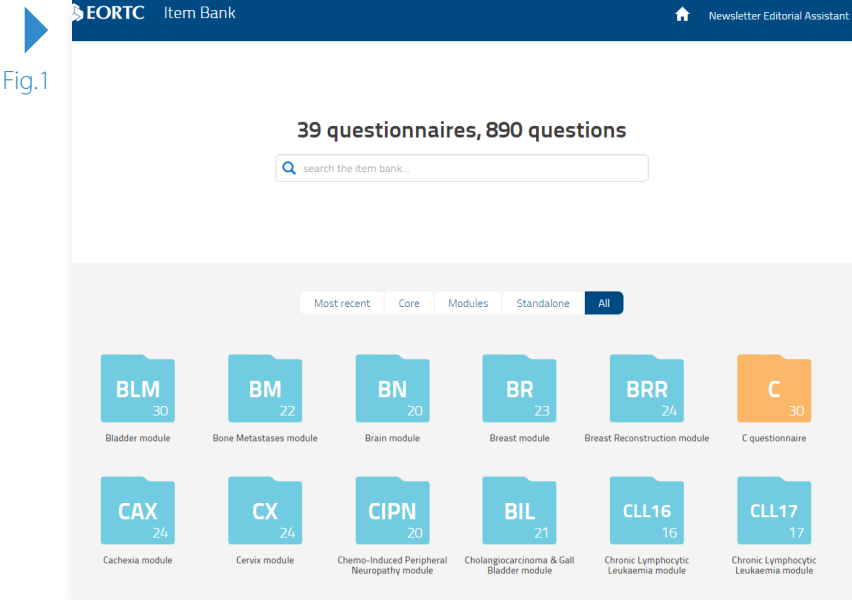 EORTC Item Bank
Newsletter Editorial Assistant
Fig.1
39 questionnaires, 890 questions
search the item bank...
Most recent Core Modules Standalone All
BLM 30
BM 22
BN 20
BR 23
BRR 24
C 30
Bladder module
Bone Metastases module
Brain module
Breast module
Breast Reconstruction module
C questionnaire
CAX 24
CX 24
CIPN 20
BIL 21
CLL16 16
CLL17 17
Cachexia module
Cervix module
Chemo-Induced Peripheral
Neuropathy module
Cholangiocarcinoma & Gall
Bladder module
Chronic Lymphocytic
Leukaemia module
Chronic Lymphocytic
Leukaemia module